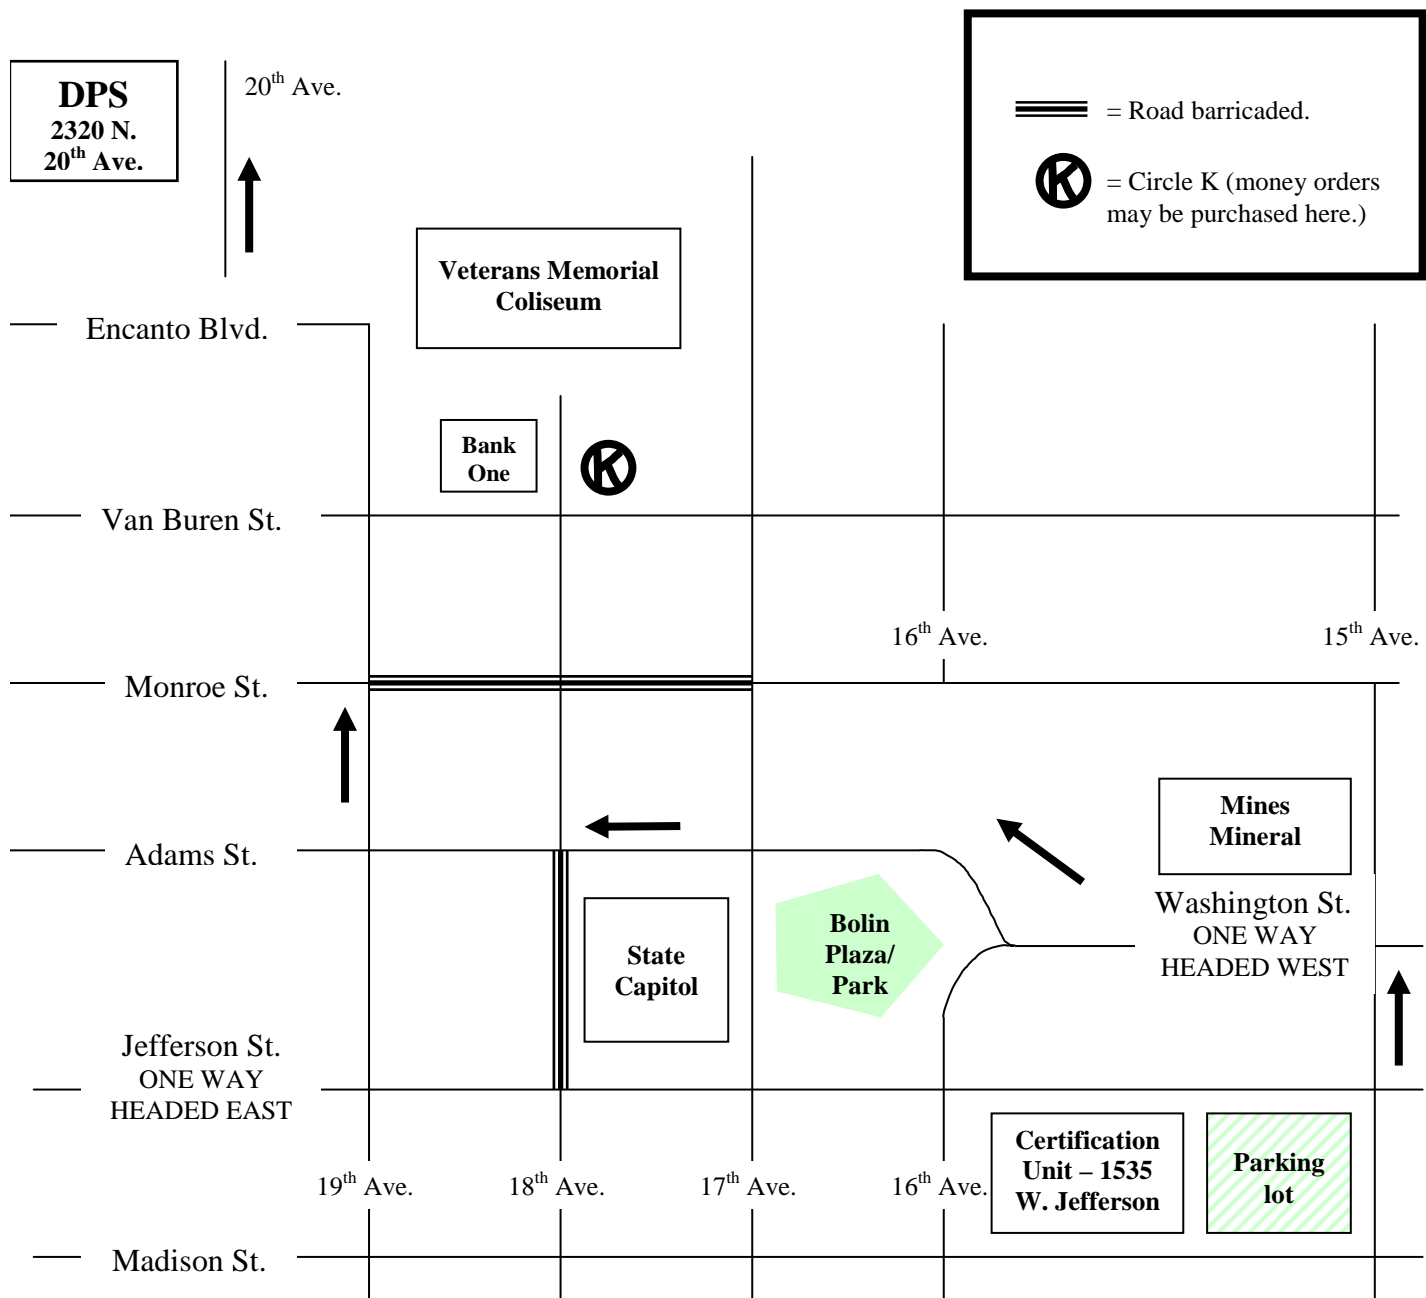 DPS
2320 N.
20th Ave.
20th Ave.
= Road barricaded.
K
= Circle K (money orders
may be purchased here.)
Veterans Memorial
Coliseum
Encanto Blvd.
Bank
One
K
Van Buren St.
16th Ave.
15th Ave.
Monroe St.
Mines
Mineral
Adams St.
Washington St.
ONE WAY
HEADED WEST
Bolin
Plaza/
Park
State
Capitol
Jefferson St.
ONE WAY
HEADED EAST
Certification
Unit – 1535
W. Jefferson
Parking
lot
19th Ave.
18th Ave.
17th Ave.
16th Ave.
Madison St.